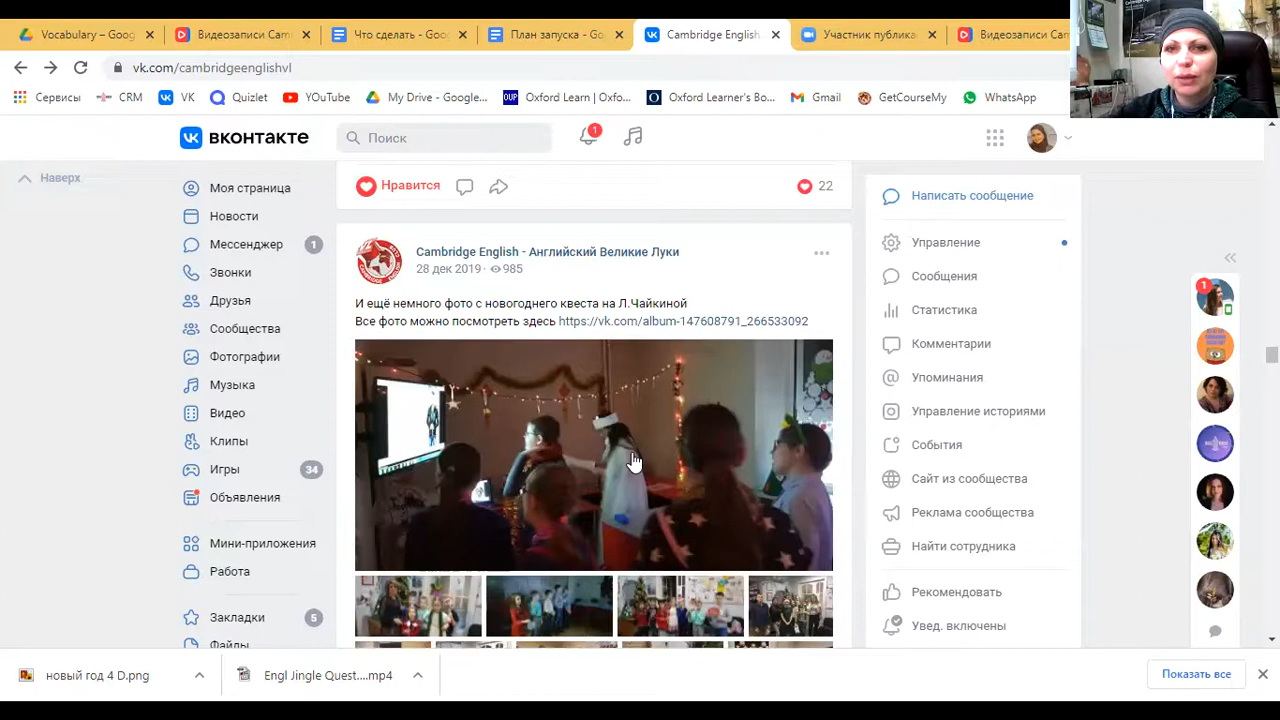 Vocabulary – Goog
Видеозаписи Cam
Что сделать - Goog
План запуска - Go
Cambridge English
Участник публика
Видеозаписи Cam
vk.com/cambridgeenglishvl
Сервисы
CRM
VK
Quizlet
YOUTube
My Drive - Google...
OUP
Oxford Learn | Oxfo...
Oxford Learner's Bo...
Gmail
GetCourseMy
WhatsApp
вконтакте
Поиск
1
Наверх
Моя страница
Новости
Мессенджер 1
Звонки
Друзья
Сообщества
Фотографии
Музыка
Видео
Клипы
Игры 34
Объявления
Мини-приложения
Работа
Закладки 5
Файлы
Нравится
22
Cambridge English - Английский Великие Луки
28 дек 2019 · 985
И ещё немного фото с новогоднего квеста на Л.Чайкиной
Все фото можно посмотреть здесь https://vk.com/album-147608791_266533092
Написать сообщение
Управление
Сообщения
Статистика
Комментарии
Упоминания
Управление историями
События
Сайт из сообщества
Реклама сообщества
Найти сотрудника
Рекомендовать
Увед. включены
1
новый год 4 D.png
Engl Jingle Quest....mp4
Показать все